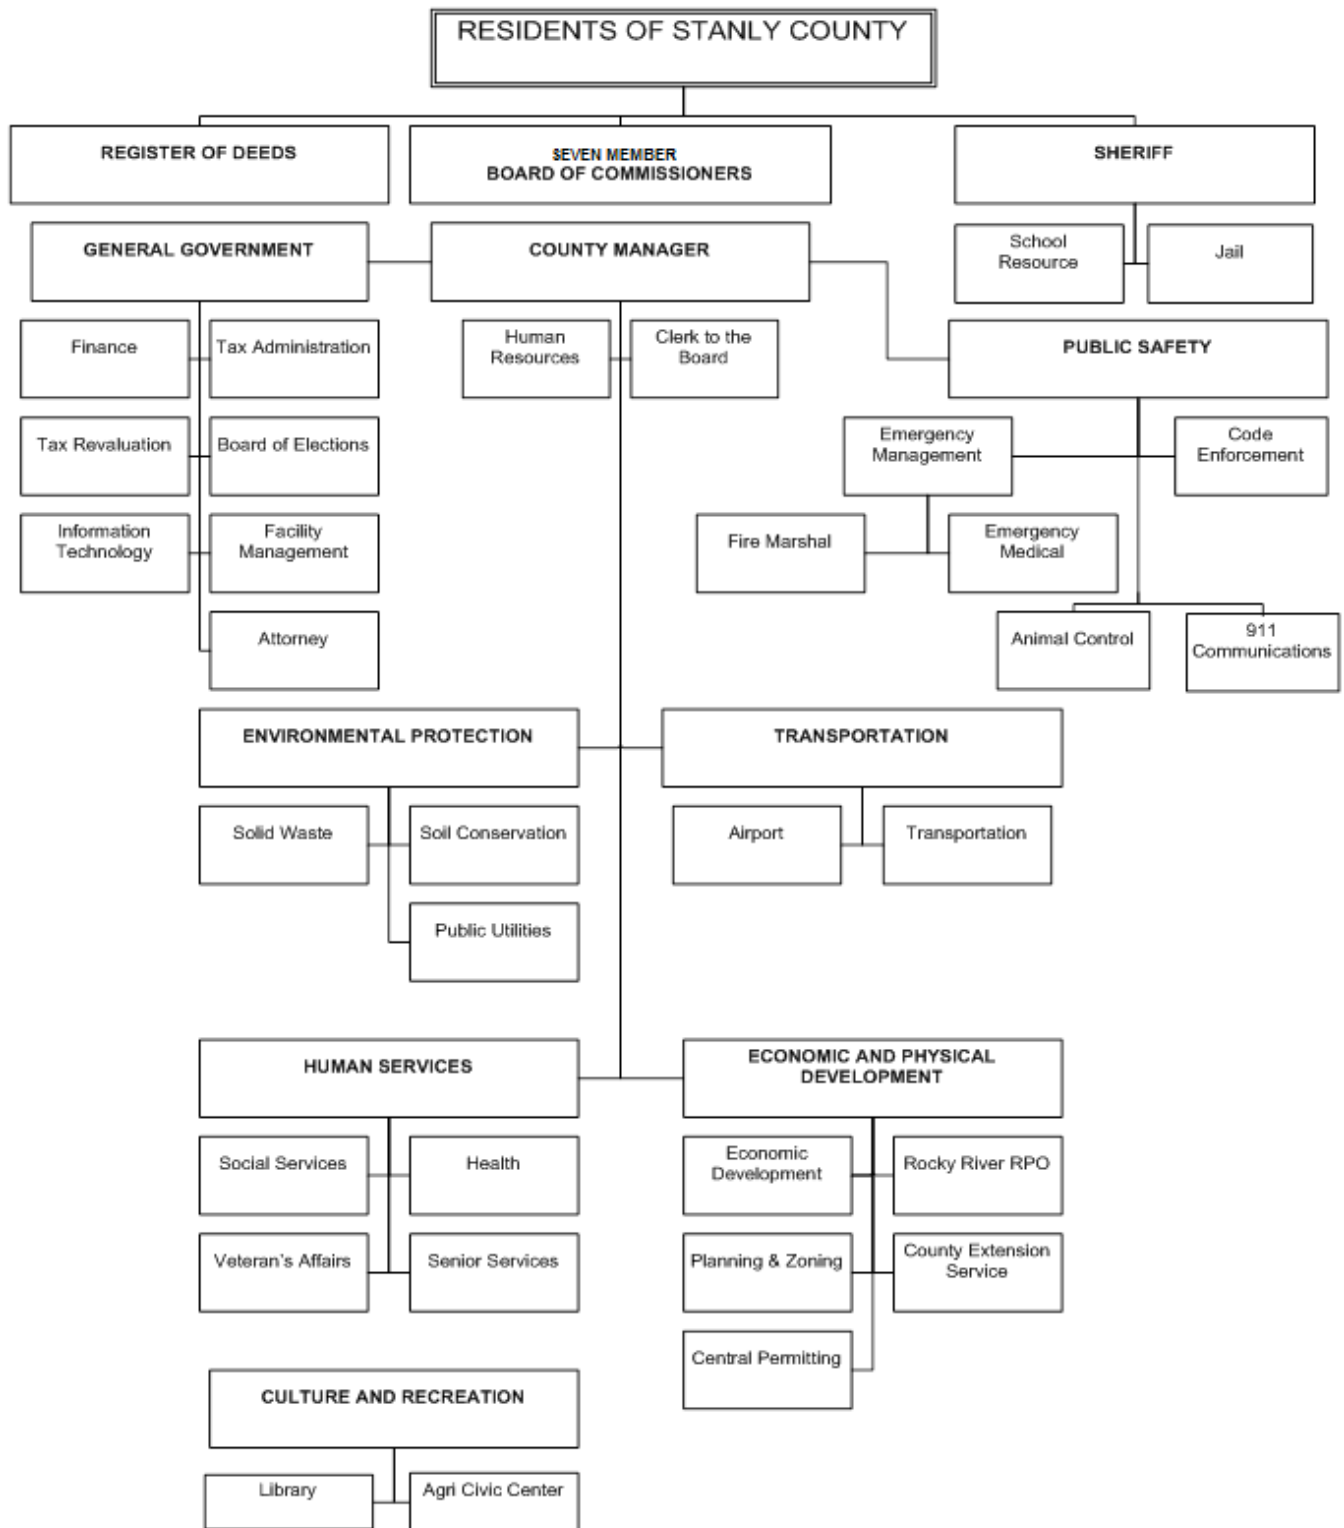 RESIDENTS OF STANLY COUNTY
REGISTER OF DEEDS
SEVEN MEMBER
BOARD OF COMMISSIONERS
SHERIFF
GENERAL GOVERNMENT
COUNTY MANAGER
School
Resource
Jail
Finance
Tax Administration
Human
Resources
Clerk to the
Board
PUBLIC SAFETY
Tax Revaluation
Board of Elections
Emergency
Management
Code
Enforcement
Information
Technology
Facility
Management
Fire Marshal
Emergency
Medical
Attorney
Animal Control
911
Communications
ENVIRONMENTAL PROTECTION
TRANSPORTATION
Solid Waste
Soil Conservation
Airport
Transportation
Public Utilities
HUMAN SERVICES
ECONOMIC AND PHYSICAL
DEVELOPMENT
Social Services
Health
Economic
Development
Rocky River RPO
Veteran's Affairs
Senior Services
Planning & Zoning
County Extension
Service
Central Permitting
CULTURE AND RECREATION
Library
Agri Civic Center